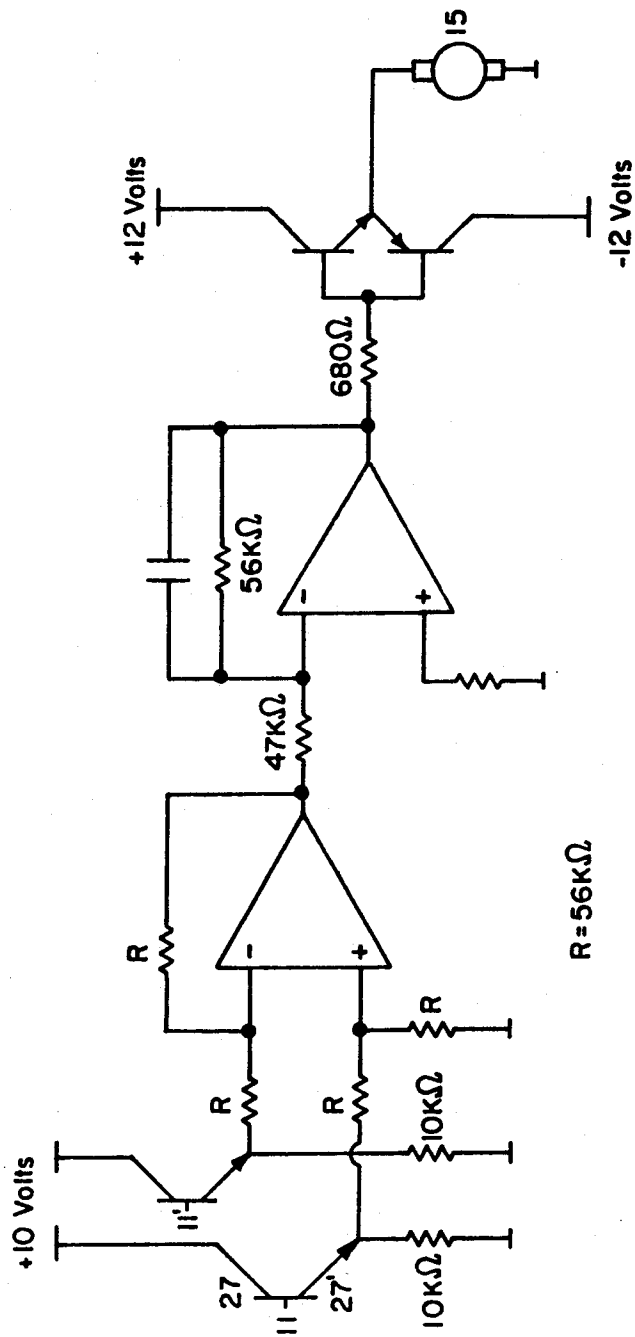 +10 Volts
11'
27
11
27'
10KΩ
10KΩ
R
R
R
R
-
+
47KΩ
56KΩ
-
+
680Ω
+12 Volts
-12 Volts
15
R=56KΩ